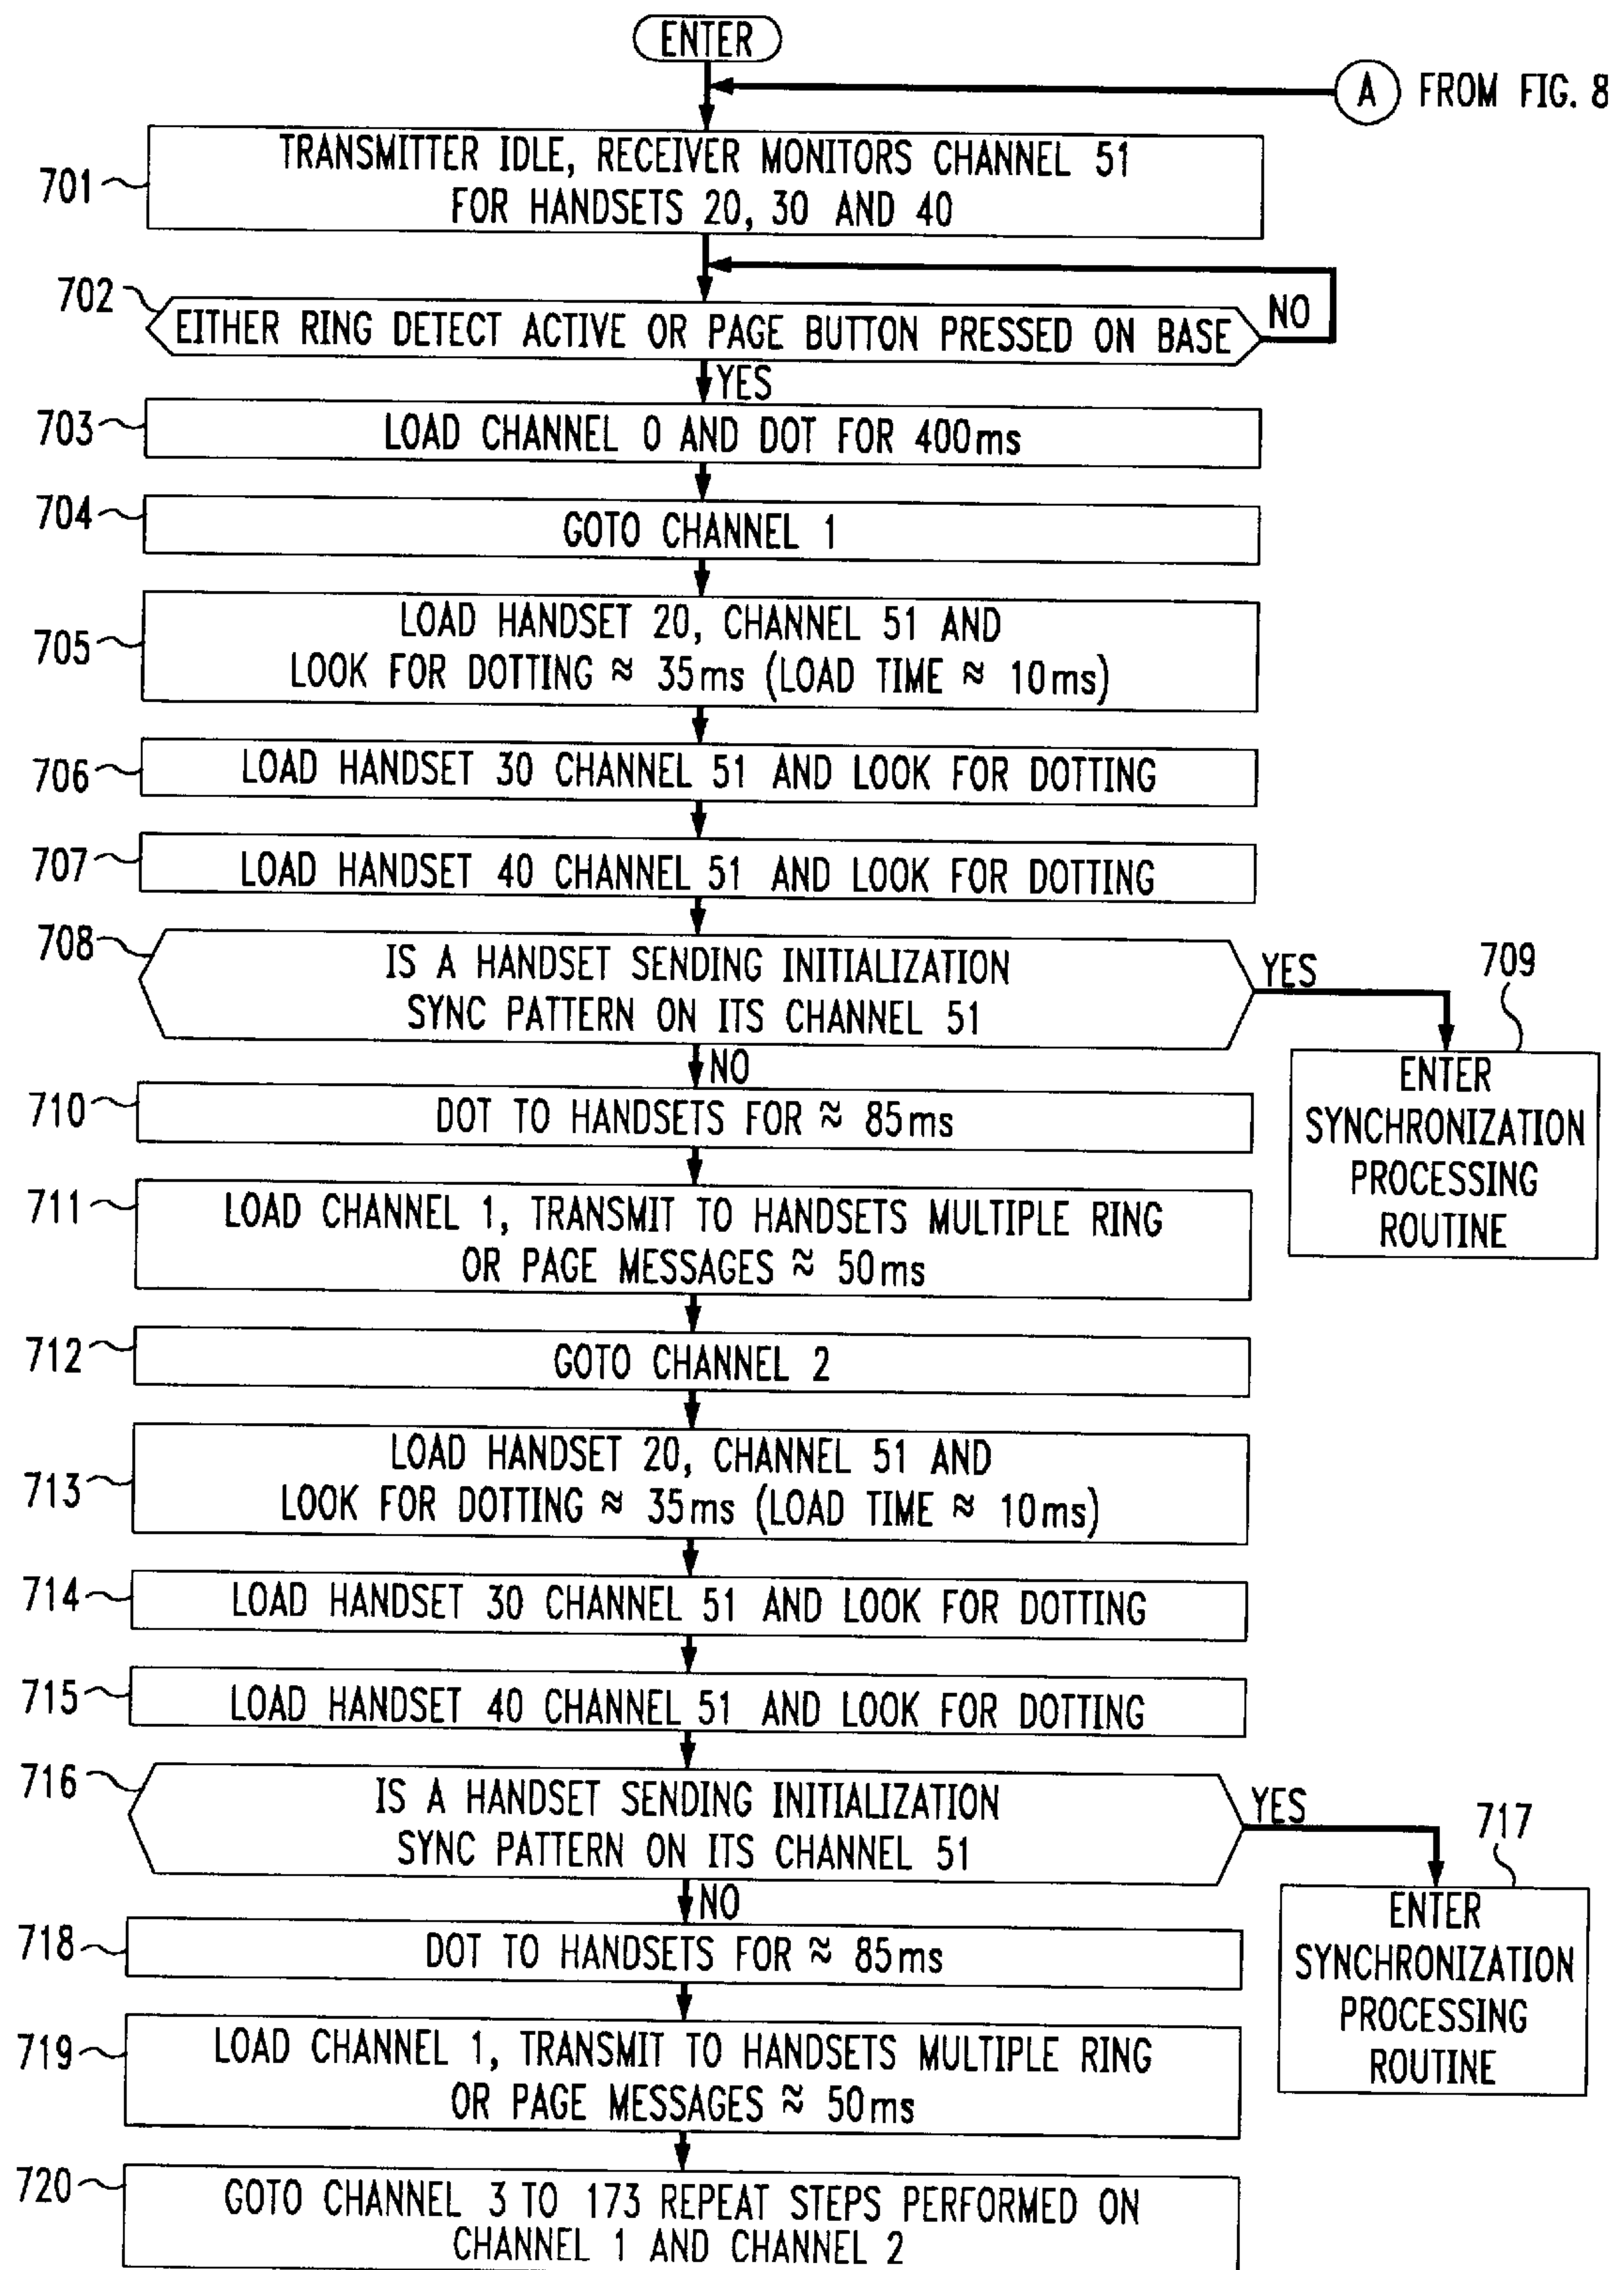 ENTER
A FROM FIG. 8
701
TRANSMITTER IDLE, RECEIVER MONITORS CHANNEL 51
FOR HANDSETS 20, 30 AND 40
702
EITHER RING DETECT ACTIVE OR PAGE BUTTON PRESSED ON BASE
NO
YES
703
LOAD CHANNEL 0 AND DOT FOR 400ms
704
GOTO CHANNEL 1
705
LOAD HANDSET 20, CHANNEL 51 AND
LOOK FOR DOTTING ≈ 35ms (LOAD TIME ≈ 10ms)
706
LOAD HANDSET 30 CHANNEL 51 AND LOOK FOR DOTTING
707
LOAD HANDSET 40 CHANNEL 51 AND LOOK FOR DOTTING
708
IS A HANDSET SENDING INITIALIZATION
SYNC PATTERN ON ITS CHANNEL 51
YES
709
ENTER
SYNCHRONIZATION
PROCESSING
ROUTINE
NO
710
DOT TO HANDSETS FOR ≈ 85ms
711
LOAD CHANNEL 1, TRANSMIT TO HANDSETS MULTIPLE RING
OR PAGE MESSAGES ≈ 50ms
712
GOTO CHANNEL 2
713
LOAD HANDSET 20, CHANNEL 51 AND
LOOK FOR DOTTING ≈ 35ms (LOAD TIME ≈ 10ms)
714
LOAD HANDSET 30 CHANNEL 51 AND LOOK FOR DOTTING
715
LOAD HANDSET 40 CHANNEL 51 AND LOOK FOR DOTTING
716
IS A HANDSET SENDING INITIALIZATION
SYNC PATTERN ON ITS CHANNEL 51
YES
717
ENTER
SYNCHRONIZATION
PROCESSING
ROUTINE
NO
718
DOT TO HANDSETS FOR ≈ 85ms
719
LOAD CHANNEL 1, TRANSMIT TO HANDSETS MULTIPLE RING
OR PAGE MESSAGES ≈ 50ms
720
GOTO CHANNEL 3 TO 173 REPEAT STEPS PERFORMED ON
CHANNEL 1 AND CHANNEL 2